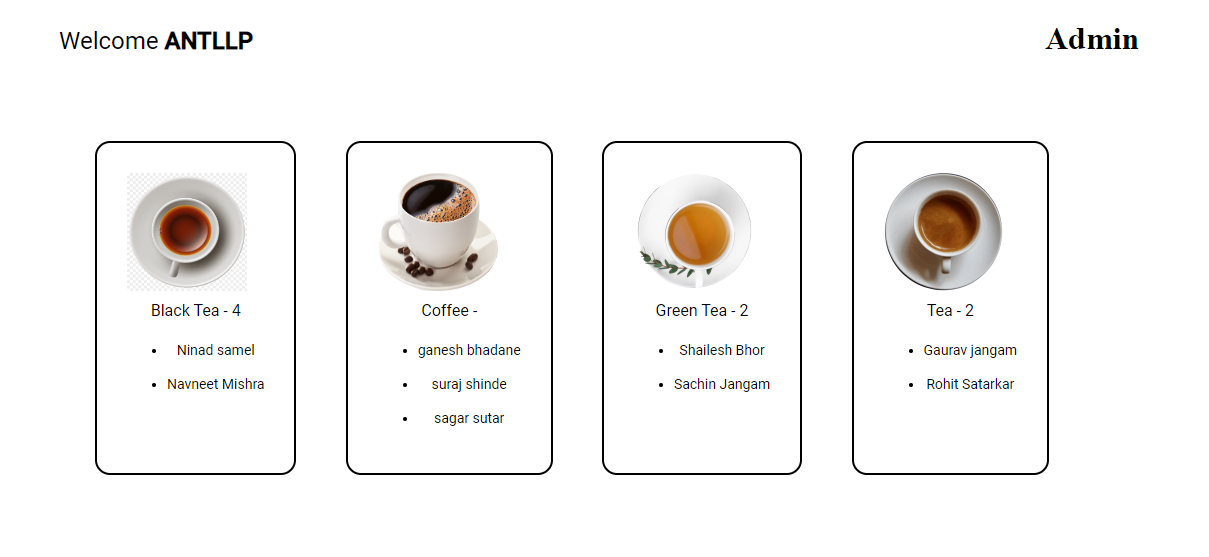 Welcome ANTLLP
Admin
Black Tea - 4
Ninad samel
Navneet Mishra
Coffee -
ganesh bhadane
suraj shinde
sagar sutar
Green Tea - 2
Shailesh Bhor
Sachin Jangam
Tea - 2
Gaurav jangam
Rohit Satarkar